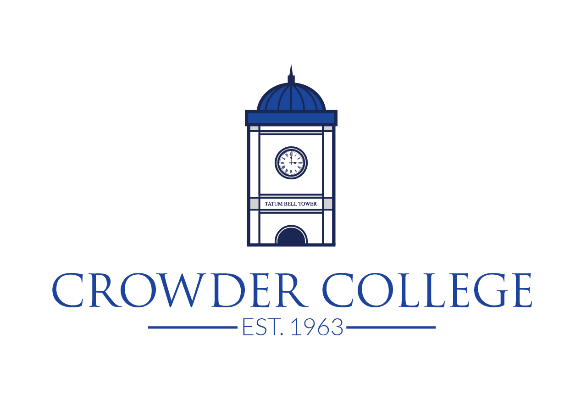 TATUM BELL TOWER
CROWDER COLLEGE
EST. 1963